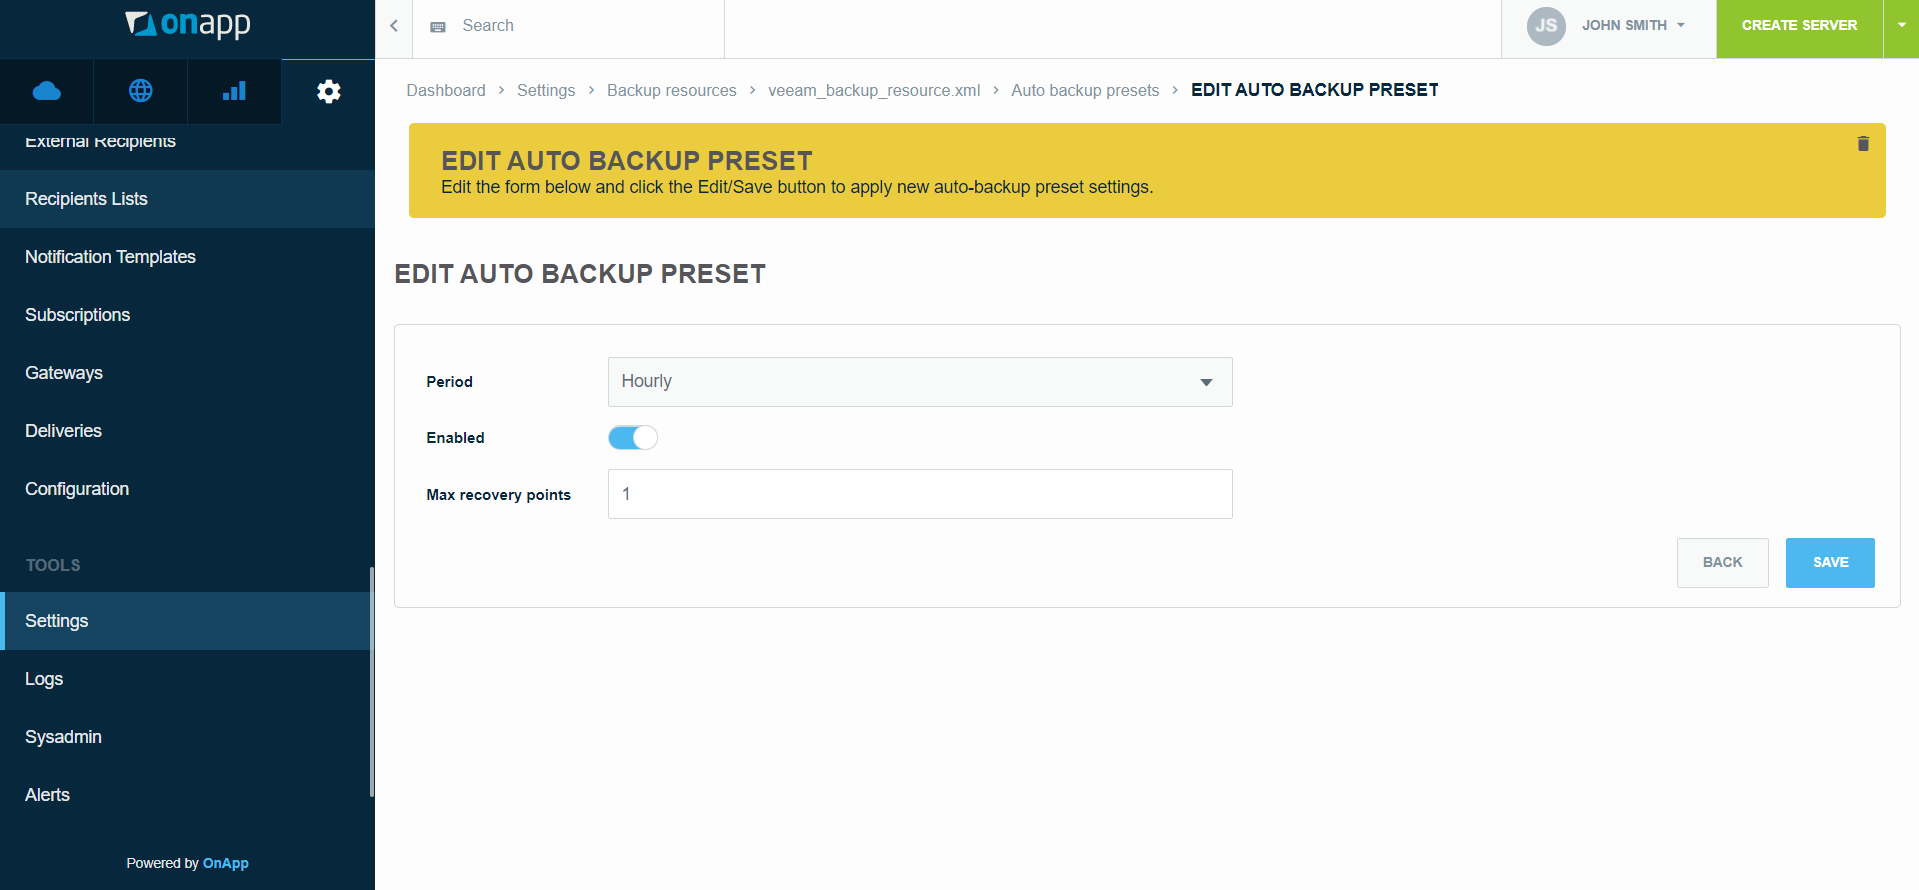 onapp
Search
JS
JOHN SMITH
CREATE SERVER
Dashboard > Settings > Backup resources > veeam_backup_resource.xml > Auto backup presets > EDIT AUTO BACKUP PRESET
EDIT AUTO BACKUP PRESET
Edit the form below and click the Edit/Save button to apply new auto-backup preset settings.
EDIT AUTO BACKUP PRESET
Period
Hourly
Enabled
Max recovery points
1
BACK
SAVE
External Recipients
Recipients Lists
Notification Templates
Subscriptions
Gateways
Deliveries
Configuration
TOOLS
Settings
Logs
Sysadmin
Alerts
Powered by OnApp